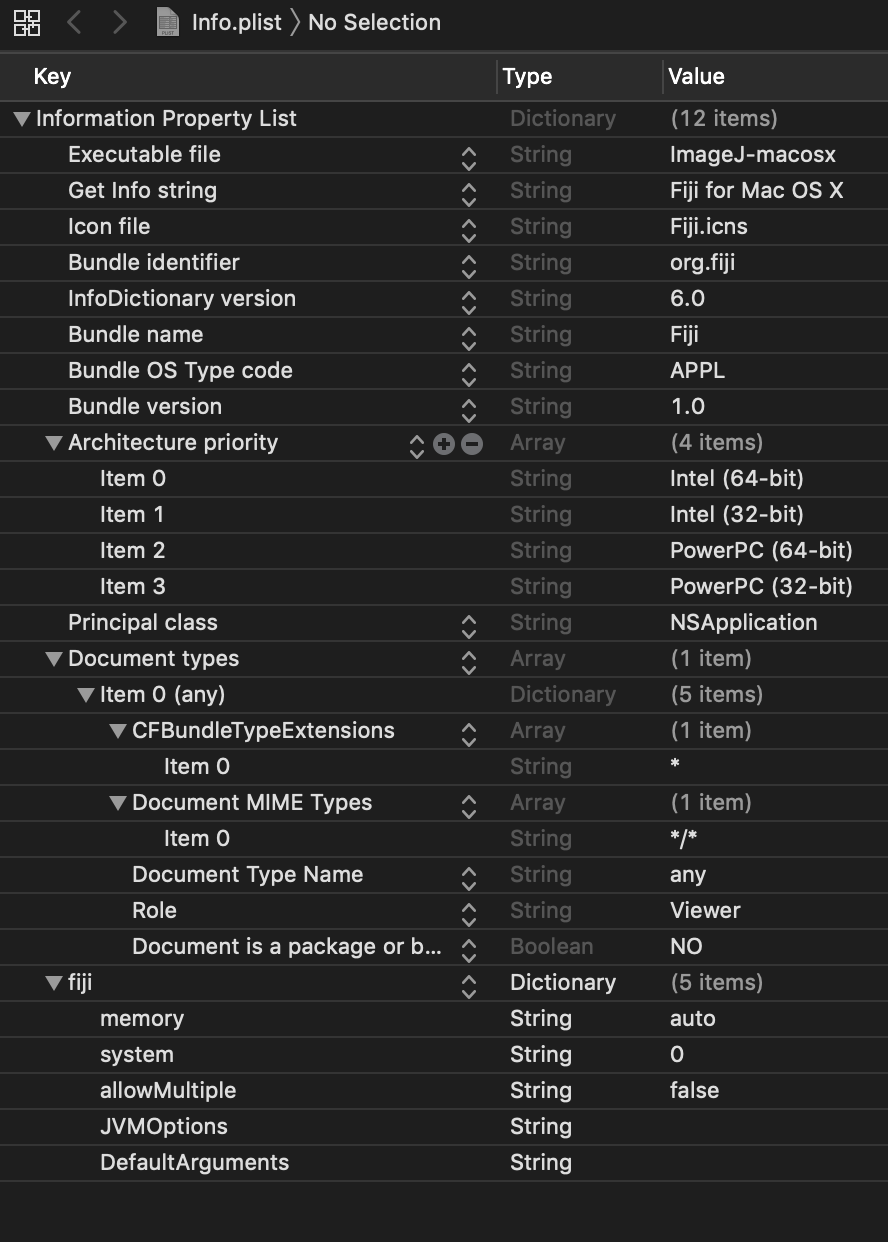 Info.plist 〉 No Selection
Key Type Value
Information Property List Dictionary (12 items)
Executable file String ImageJ-macosx
Get Info string String Fiji for Mac OS X
Icon file String Fiji.icns
Bundle identifier String org.fiji
InfoDictionary version String 6.0
Bundle name String Fiji
Bundle OS Type code String APPL
Bundle version String 1.0
Architecture priority Array (4 items)
Item 0 String Intel (64-bit)
Item 1 String Intel (32-bit)
Item 2 String PowerPC (64-bit)
Item 3 String PowerPC (32-bit)
Principal class String NSApplication
Document types Array (1 item)
Item 0 (any) Dictionary (5 items)
CFBundleTypeExtensions Array (1 item)
Item 0 String *
Document MIME Types Array (1 item)
Item 0 String */*
Document Type Name String any
Role String Viewer
Document is a package or b... Boolean NO
fiji Dictionary (5 items)
memory String auto
system String 0
allowMultiple String false
JVMOptions String
DefaultArguments String